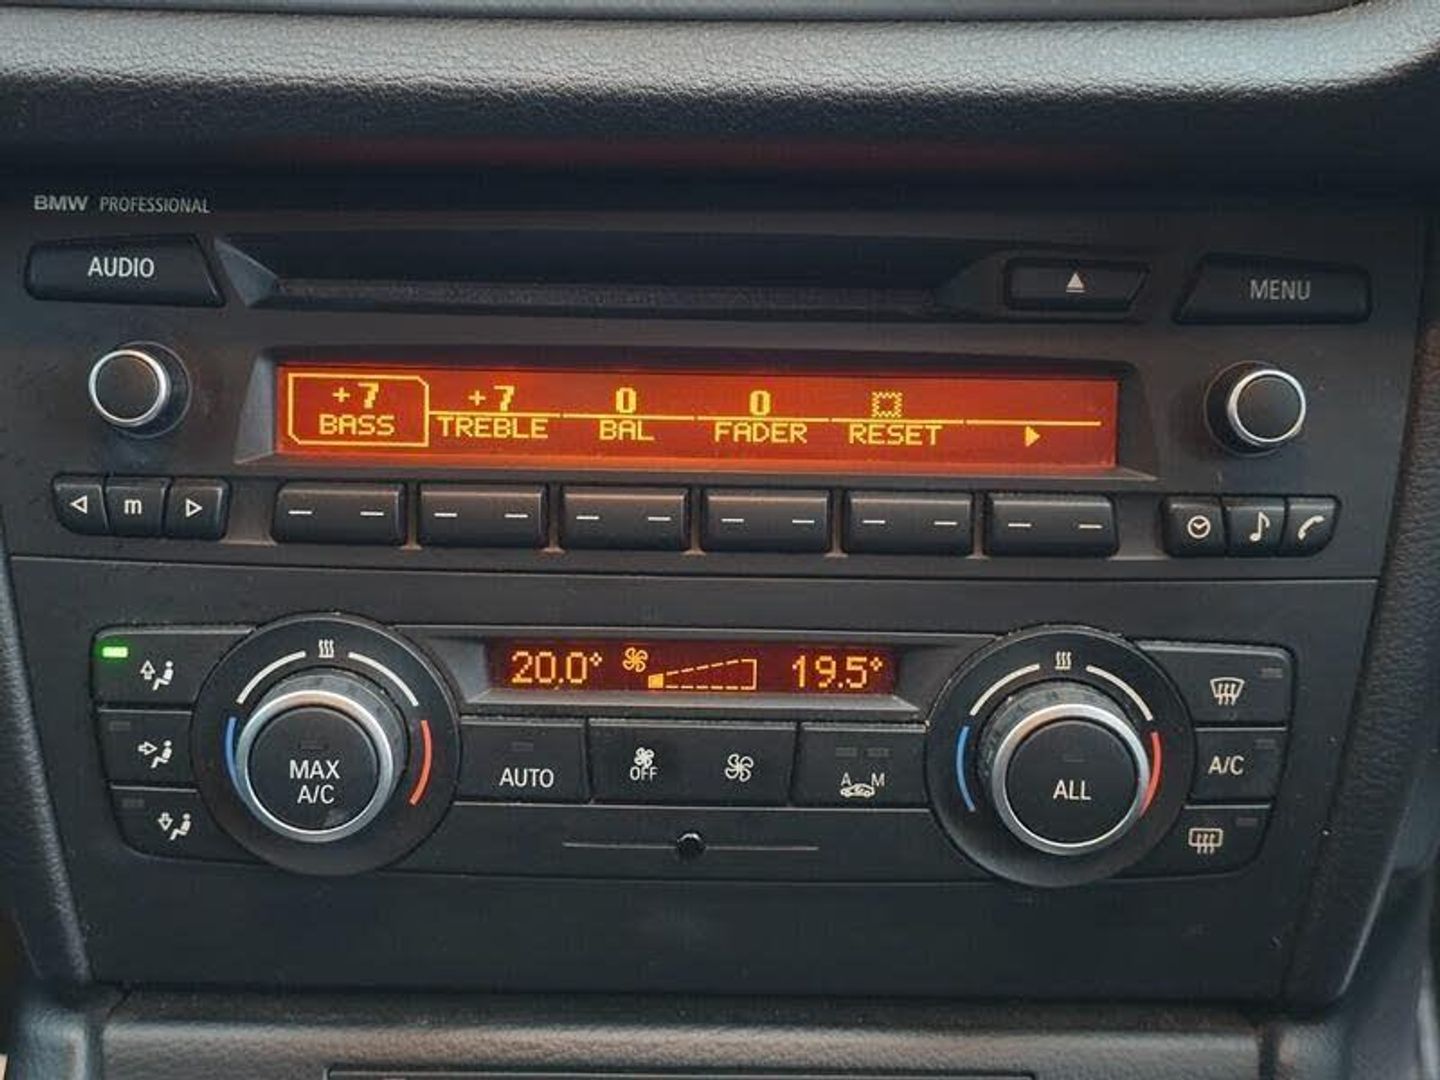 BMW PROFESSIONAL
AUDIO
MENU
+7 +7 0 0
BASS TREBLE BAL FADER RESET
m
20.0° 19.5°
MAX A/C
AUTO
OFF
A M
ALL
A/C